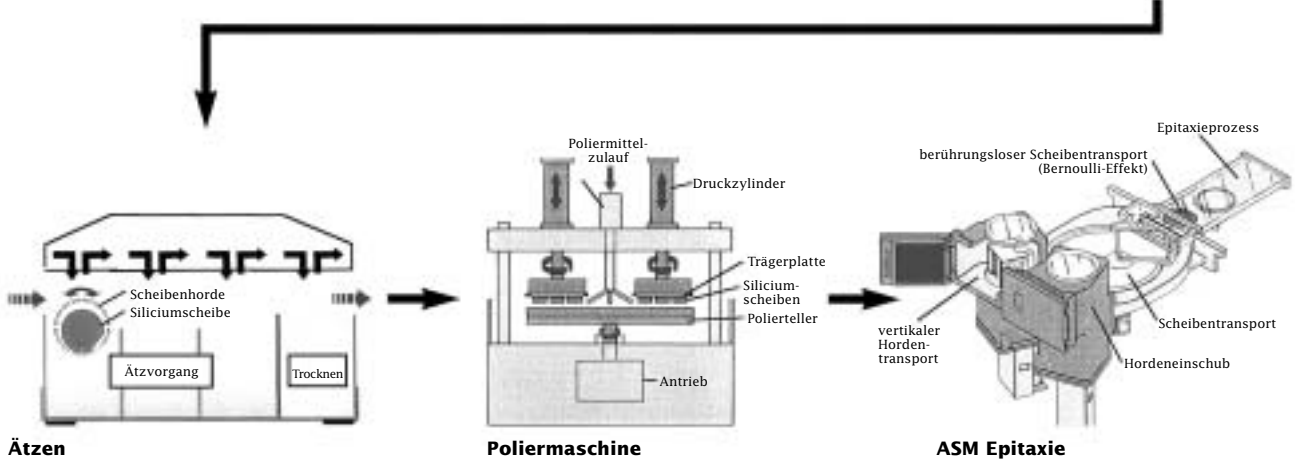 Scheibenhorde
Siliciumscheibe
Ätzvorgang
Trocknen
Ätzen
Poliermittel-
zulauf
Druckzylinder
Trägerplatte
Silicium-
scheiben
Polierteller
Antrieb
Poliermaschine
Epitaxieprozess
berührungsloser Scheibentransport
(Bernoulli-Effekt)
vertikaler
Horden-
transport
Scheibentransport
Hordeneinschub
ASM Epitaxie